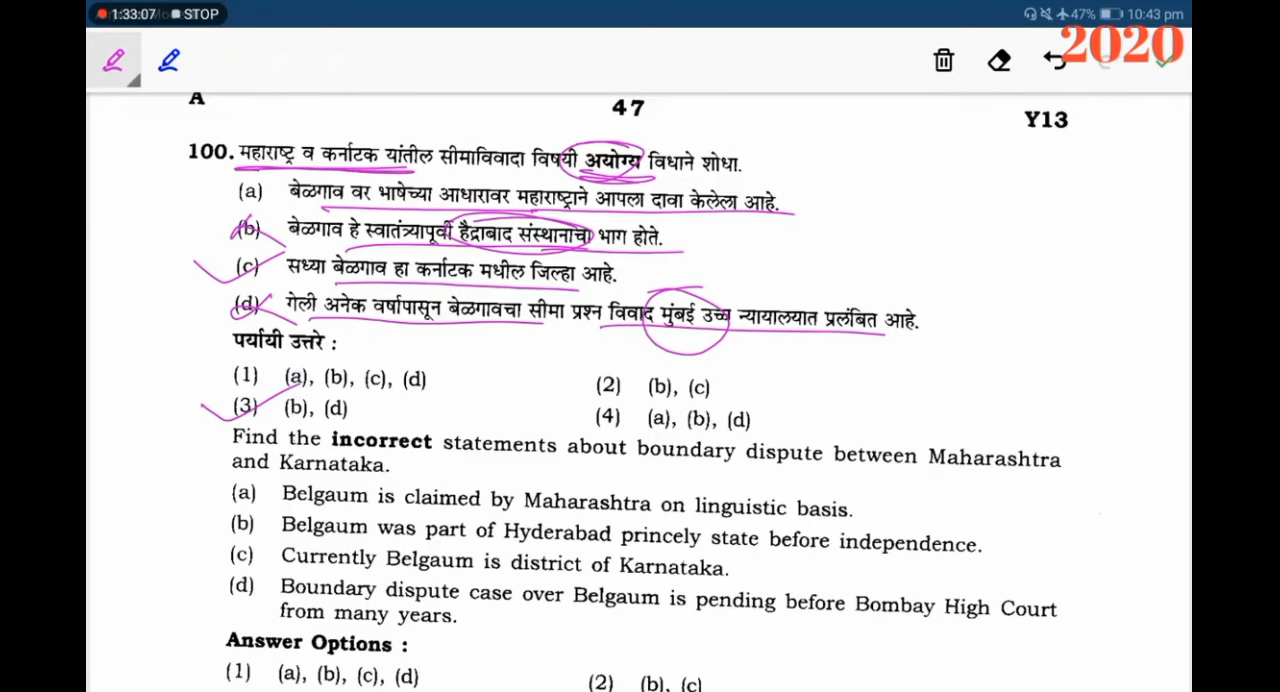 1:33:07 STOP
47% 10:43 pm
2020
A
47
Y13
100. महाराष्ट्र व कर्नाटक यांतील सीमाविवादा विषयी अयोग्य विधाने शोधा.
(a) बेळगाव वर भाषेच्या आधारावर महाराष्ट्राने आपला दावा केलेला आहे.
(b) बेळगाव हे स्वातंत्र्यापूर्वी हैद्राबाद संस्थानाचा भाग होते.
(c) सध्या बेळगाव हा कर्नाटक मधील जिल्हा आहे.
(d) गेली अनेक वर्षापासून बेळगावचा सीमा प्रश्न विवाद मुंबई उच्च न्यायालयात प्रलंबित आहे.
पर्यायी उत्तरे :
(1) (a), (b), (c), (d) (2) (b), (c)
(3) (b), (d) (4) (a), (b), (d)
Find the incorrect statements about boundary dispute between Maharashtra
and Karnataka.
(a) Belgaum is claimed by Maharashtra on linguistic basis.
(b) Belgaum was part of Hyderabad princely state before independence.
(c) Currently Belgaum is district of Karnataka.
(d) Boundary dispute case over Belgaum is pending before Bombay High Court
from many years.
Answer Options :
(1) (a), (b), (c), (d) (2) (b), (c)